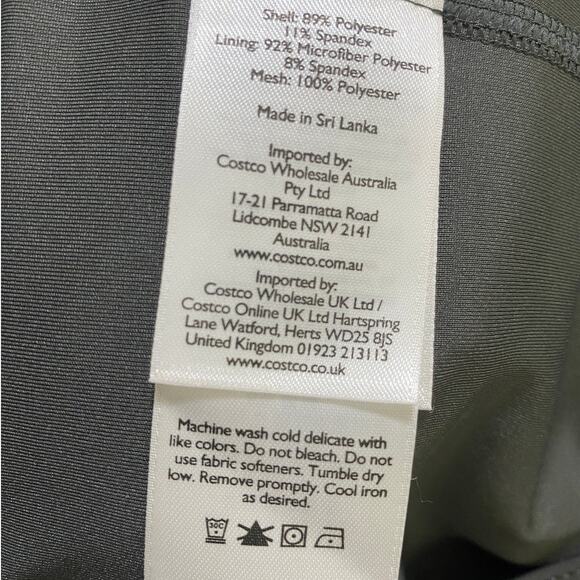 Shell: 89% Polyester
11% Spandex
Lining: 92% Microfiber Polyester
8% Spandex
Mesh: 100% Polyester
Made in Sri Lanka
Imported by:
Costco Wholesale Australia
Pty Ltd
17-21 Parramatta Road
Lidcombe NSW 2141
Australia
www.costco.com.au
Imported by:
Costco Wholesale UK Ltd /
Costco Online UK Ltd Hartspring
Lane Watford, Herts WD25 8JS
United Kingdom 01923 213113
www.costco.co.uk
Machine wash cold delicate with
like colors. Do not bleach. Do not
use fabric softeners. Tumble dry
low. Remove promptly. Cool iron
as desired.
30C